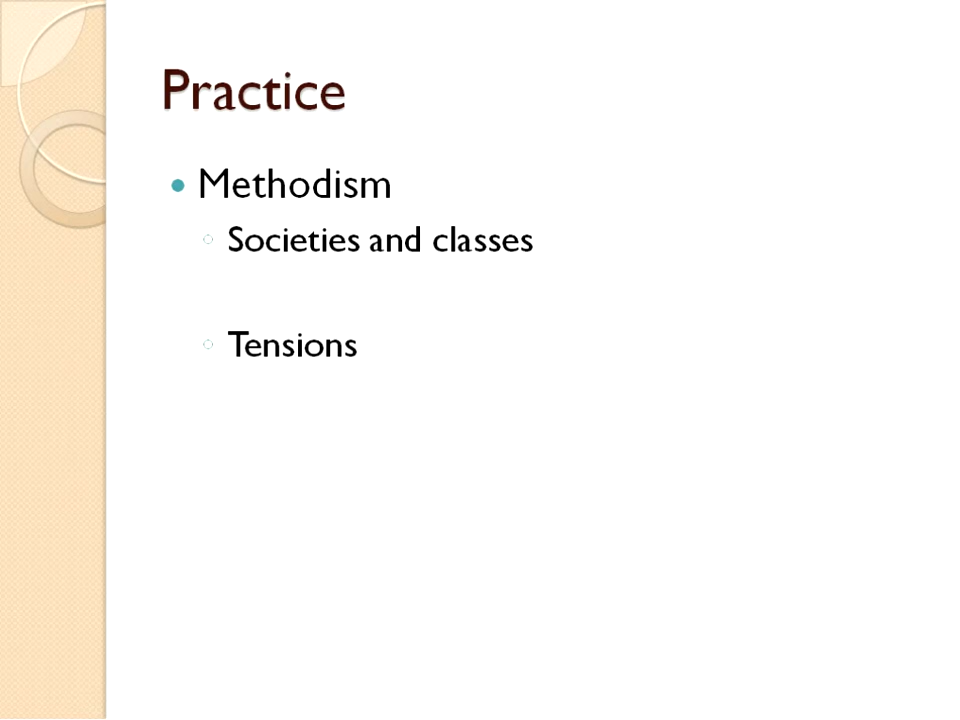 Practice
Methodism
Societies and classes
Tensions